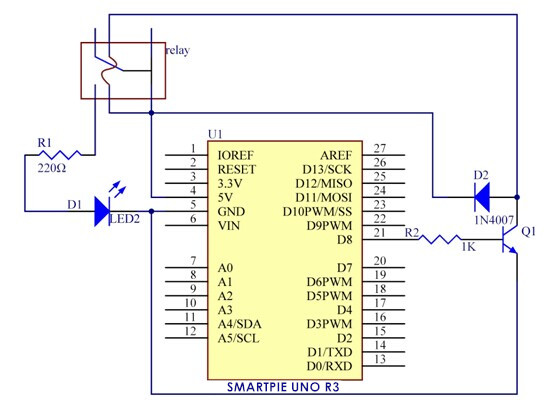 relay
R1
220Ω
D1
LED2
U1
1 IOREF AREF 27
2 RESET D13/SCK 26
3 3.3V D12/MISO 25
4 5V D11/MOSI 24
5 GND D10PWM/SS 23
6 VIN D9PWM 22
D8 21
7 A0 D7 20
8 A1 D6PWM 19
9 A2 D5PWM 18
10 A3 D4 17
11 A4/SDA D3PWM 16
12 A5/SCL D2 15
D1/TXD 14
D0/RXD 13
SMARTPIE UNO R3
D2
1N4007
R2
1K
Q1